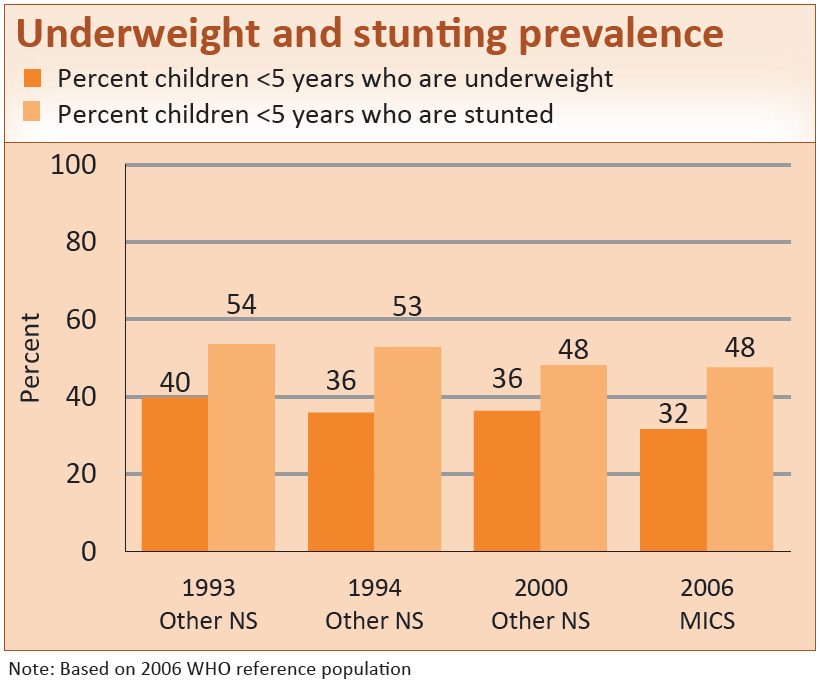 Underweight and stunting prevalence
Percent children <5 years who are underweight
Percent children <5 years who are stunted
Percent
100
80
60
40
20
0
40
54
36
53
36
48
32
48
1993
Other NS
1994
Other NS
2000
Other NS
2006
MICS
Note: Based on 2006 WHO reference population